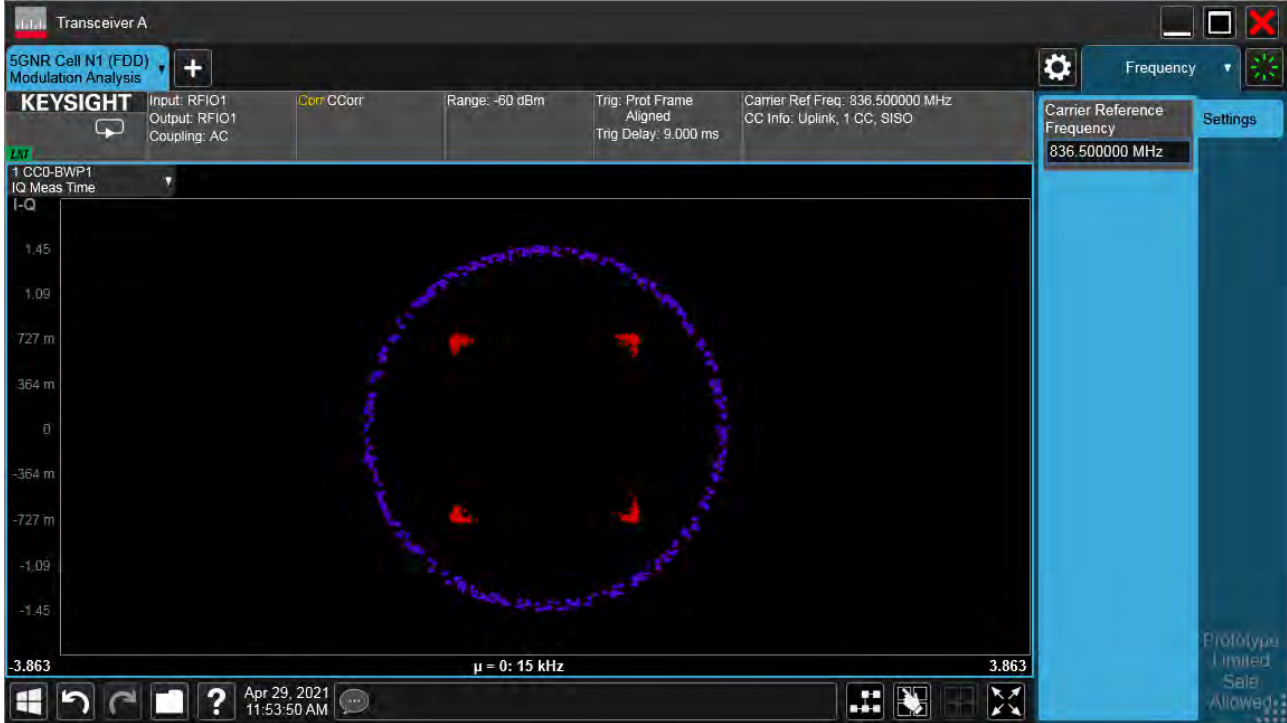 Transceiver A
5GNR Cell N1 (FDD)
Modulation Analysis
+
Frequency
KEYSIGHT
LXI
Input: RFIO1
Output: RFIO1
Coupling: AC
Corr CCorr
Range: -60 dBm
Trig: Prot Frame
Aligned
Trig Delay: 9.000 ms
Carrier Ref Freq: 836.500000 MHz
CC Info: Uplink, 1 CC, SISO
Carrier Reference
Frequency
836.500000 MHz
Settings
1 CC0-BWP1
IQ Meas Time
I-Q
1.45
1.09
727 m
364 m
0
-364 m
-727 m
-1.09
-1.45
-3.863
µ = 0: 15 kHz
3.863
Prototype
Limited
Sale
Allowed
?
Apr 29, 2021
11:53:50 AM